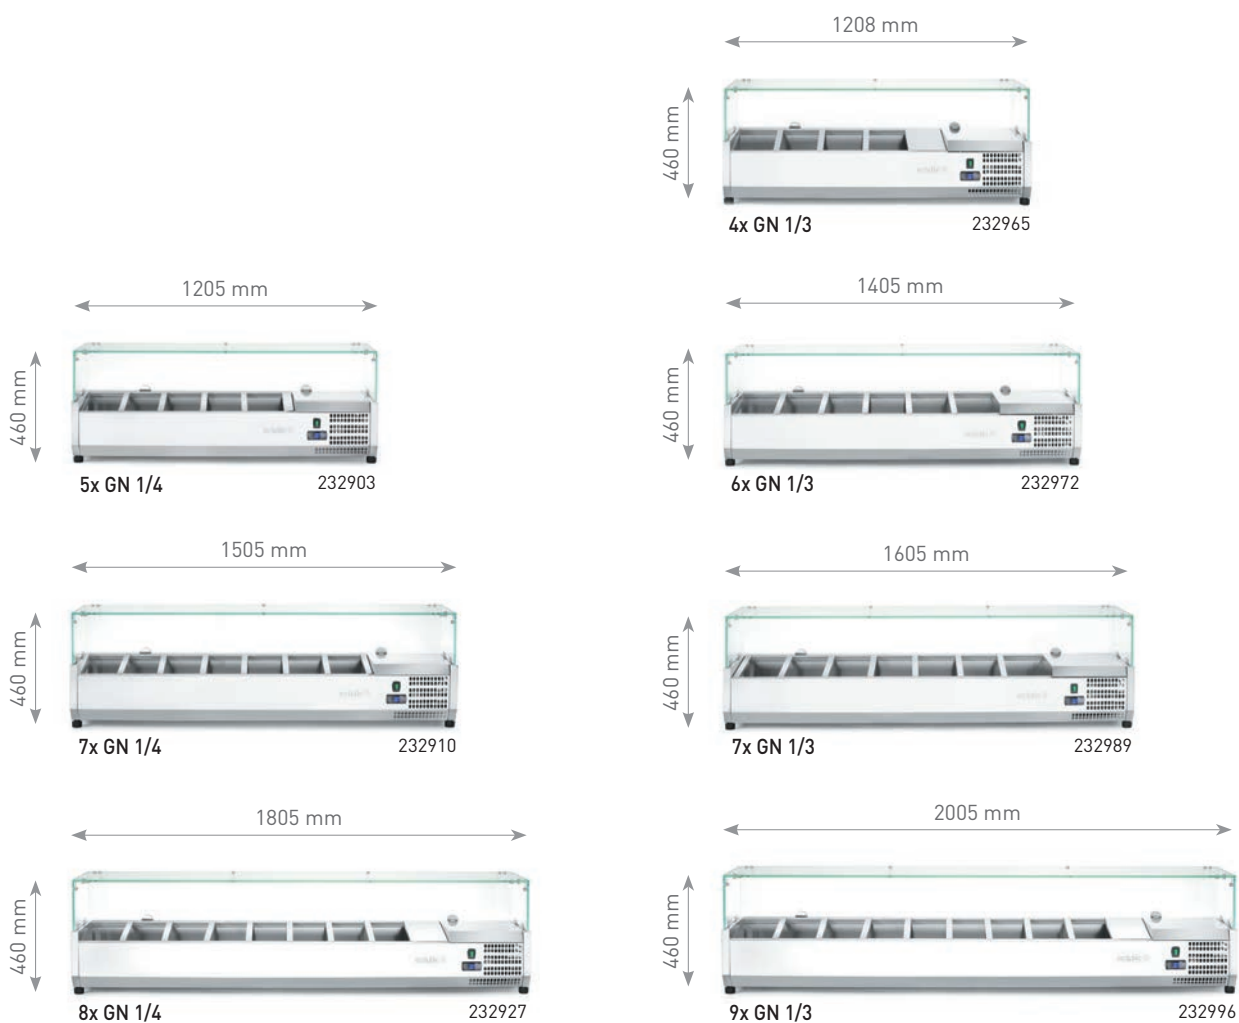 1208 mm
460 mm
4x GN 1/3 232965
1205 mm
460 mm
5x GN 1/4 232903
1405 mm
460 mm
6x GN 1/3 232972
1505 mm
460 mm
7x GN 1/4 232910
1605 mm
460 mm
7x GN 1/3 232989
1805 mm
460 mm
8x GN 1/4 232927
2005 mm
460 mm
9x GN 1/3 232996